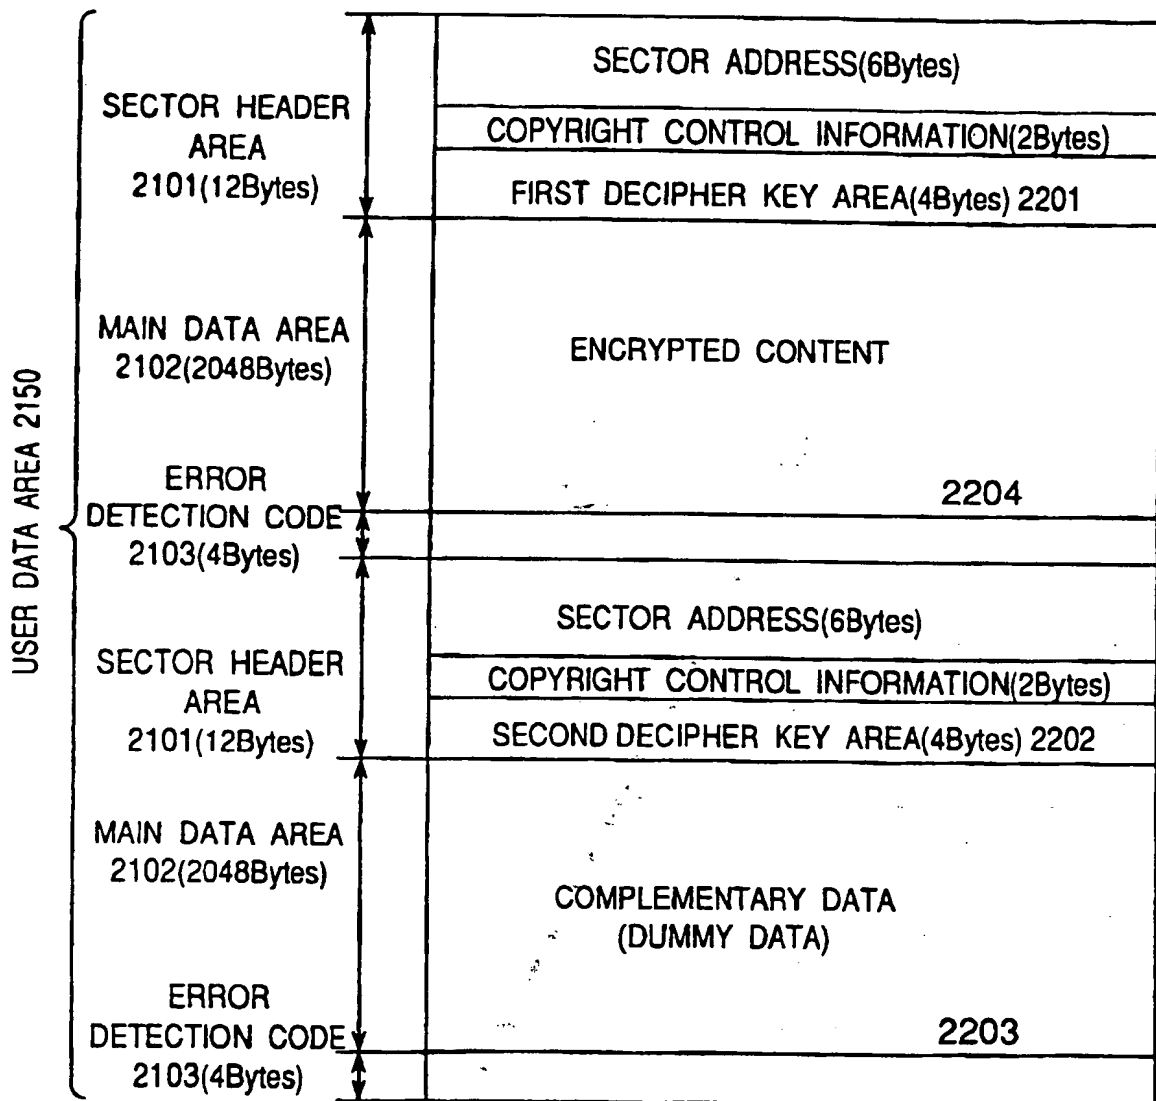 USER DATA AREA 2150
SECTOR HEADER
AREA
2101(12Bytes)
SECTOR ADDRESS(6Bytes)
COPYRIGHT CONTROL INFORMATION(2Bytes)
FIRST DECIPHER KEY AREA(4Bytes) 2201
MAIN DATA AREA
2102(2048Bytes)
ENCRYPTED CONTENT
2204
ERROR
DETECTION CODE
2103(4Bytes)
SECTOR HEADER
AREA
2101(12Bytes)
SECTOR ADDRESS(6Bytes)
COPYRIGHT CONTROL INFORMATION(2Bytes)
SECOND DECIPHER KEY AREA(4Bytes) 2202
MAIN DATA AREA
2102(2048Bytes)
COMPLEMENTARY DATA
(DUMMY DATA)
2203
ERROR
DETECTION CODE
2103(4Bytes)